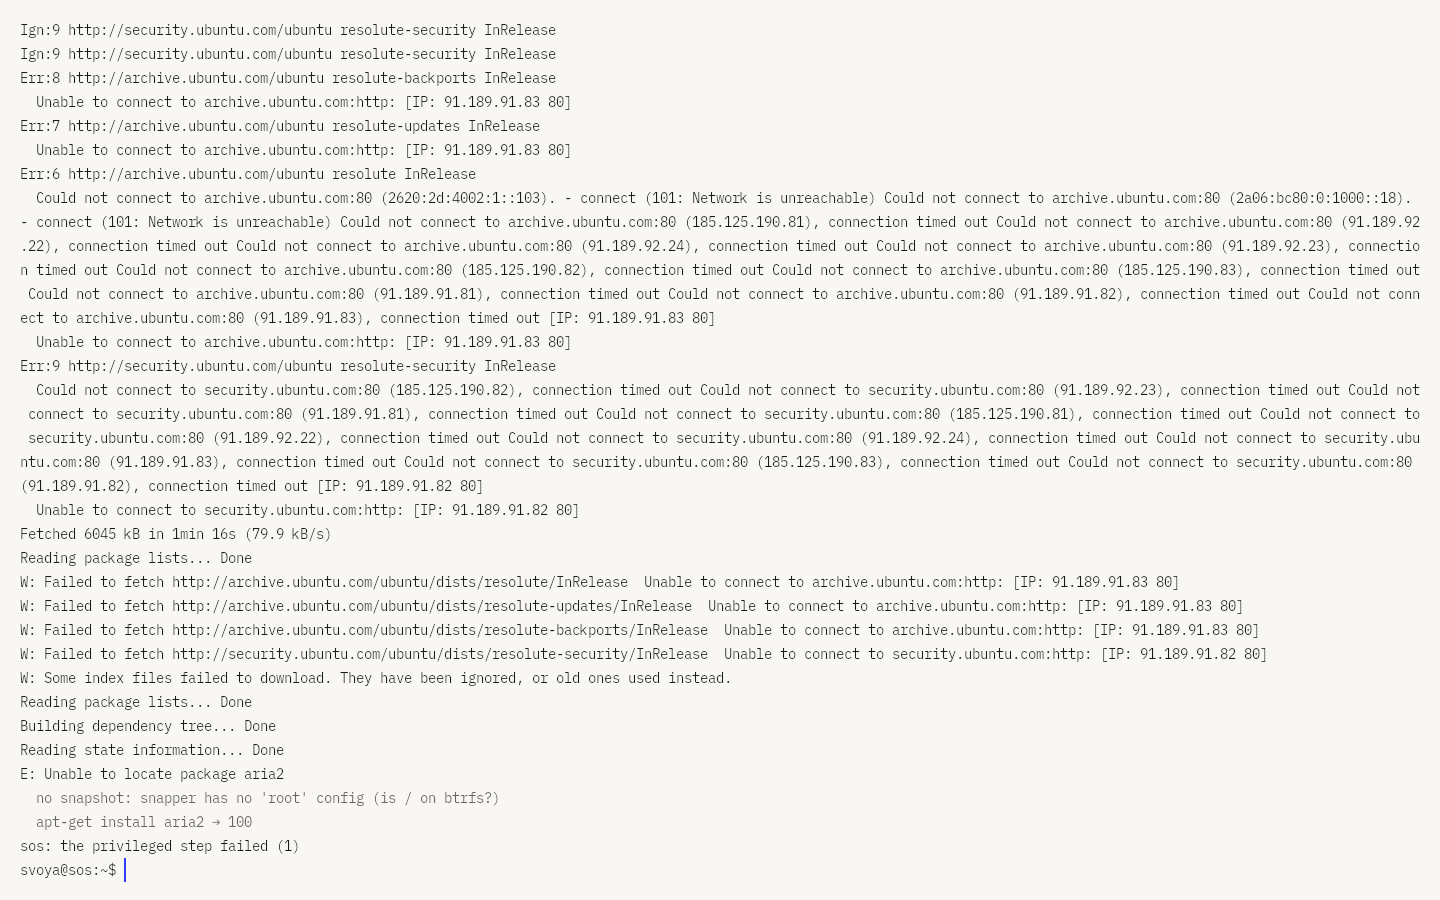 Ign:9 http://security.ubuntu.com/ubuntu resolute-security InRelease
Ign:9 http://security.ubuntu.com/ubuntu resolute-security InRelease
Err:8 http://archive.ubuntu.com/ubuntu resolute-backports InRelease
  Unable to connect to archive.ubuntu.com:http: [IP: 91.189.91.83 80]
Err:7 http://archive.ubuntu.com/ubuntu resolute-updates InRelease
  Unable to connect to archive.ubuntu.com:http: [IP: 91.189.91.83 80]
Err:6 http://archive.ubuntu.com/ubuntu resolute InRelease
  Could not connect to archive.ubuntu.com:80 (2620:2d:4002:1::103). - connect (101: Network is unreachable) Could not connect to archive.ubuntu.com:80 (2a06:bc80:0:1000::18).
- connect (101: Network is unreachable) Could not connect to archive.ubuntu.com:80 (185.125.190.81), connection timed out Could not connect to archive.ubuntu.com:80 (91.189.92
.22), connection timed out Could not connect to archive.ubuntu.com:80 (91.189.92.24), connection timed out Could not connect to archive.ubuntu.com:80 (91.189.92.23), connectio
n timed out Could not connect to archive.ubuntu.com:80 (185.125.190.82), connection timed out Could not connect to archive.ubuntu.com:80 (185.125.190.83), connection timed out
 Could not connect to archive.ubuntu.com:80 (91.189.91.81), connection timed out Could not connect to archive.ubuntu.com:80 (91.189.91.82), connection timed out Could not conn
ect to archive.ubuntu.com:80 (91.189.91.83), connection timed out [IP: 91.189.91.83 80]
  Unable to connect to archive.ubuntu.com:http: [IP: 91.189.91.83 80]
Err:9 http://security.ubuntu.com/ubuntu resolute-security InRelease
  Could not connect to security.ubuntu.com:80 (185.125.190.82), connection timed out Could not connect to security.ubuntu.com:80 (91.189.92.23), connection timed out Could not
 connect to security.ubuntu.com:80 (91.189.91.81), connection timed out Could not connect to security.ubuntu.com:80 (185.125.190.81), connection timed out Could not connect to
 security.ubuntu.com:80 (91.189.92.22), connection timed out Could not connect to security.ubuntu.com:80 (91.189.92.24), connection timed out Could not connect to security.ubu
ntu.com:80 (91.189.91.83), connection timed out Could not connect to security.ubuntu.com:80 (185.125.190.83), connection timed out Could not connect to security.ubuntu.com:80
(91.189.91.82), connection timed out [IP: 91.189.91.82 80]
  Unable to connect to security.ubuntu.com:http: [IP: 91.189.91.82 80]
Fetched 6045 kB in 1min 16s (79.9 kB/s)
Reading package lists... Done
W: Failed to fetch http://archive.ubuntu.com/ubuntu/dists/resolute/InRelease  Unable to connect to archive.ubuntu.com:http: [IP: 91.189.91.83 80]
W: Failed to fetch http://archive.ubuntu.com/ubuntu/dists/resolute-updates/InRelease  Unable to connect to archive.ubuntu.com:http: [IP: 91.189.91.83 80]
W: Failed to fetch http://archive.ubuntu.com/ubuntu/dists/resolute-backports/InRelease  Unable to connect to archive.ubuntu.com:http: [IP: 91.189.91.83 80]
W: Failed to fetch http://security.ubuntu.com/ubuntu/dists/resolute-security/InRelease  Unable to connect to security.ubuntu.com:http: [IP: 91.189.91.82 80]
W: Some index files failed to download. They have been ignored, or old ones used instead.
Reading package lists... Done
Building dependency tree... Done
Reading state information... Done
E: Unable to locate package aria2
  no snapshot: snapper has no 'root' config (is / on btrfs?)
  apt-get install aria2 → 100
sos: the privileged step failed (1)
svoya@sos:~$